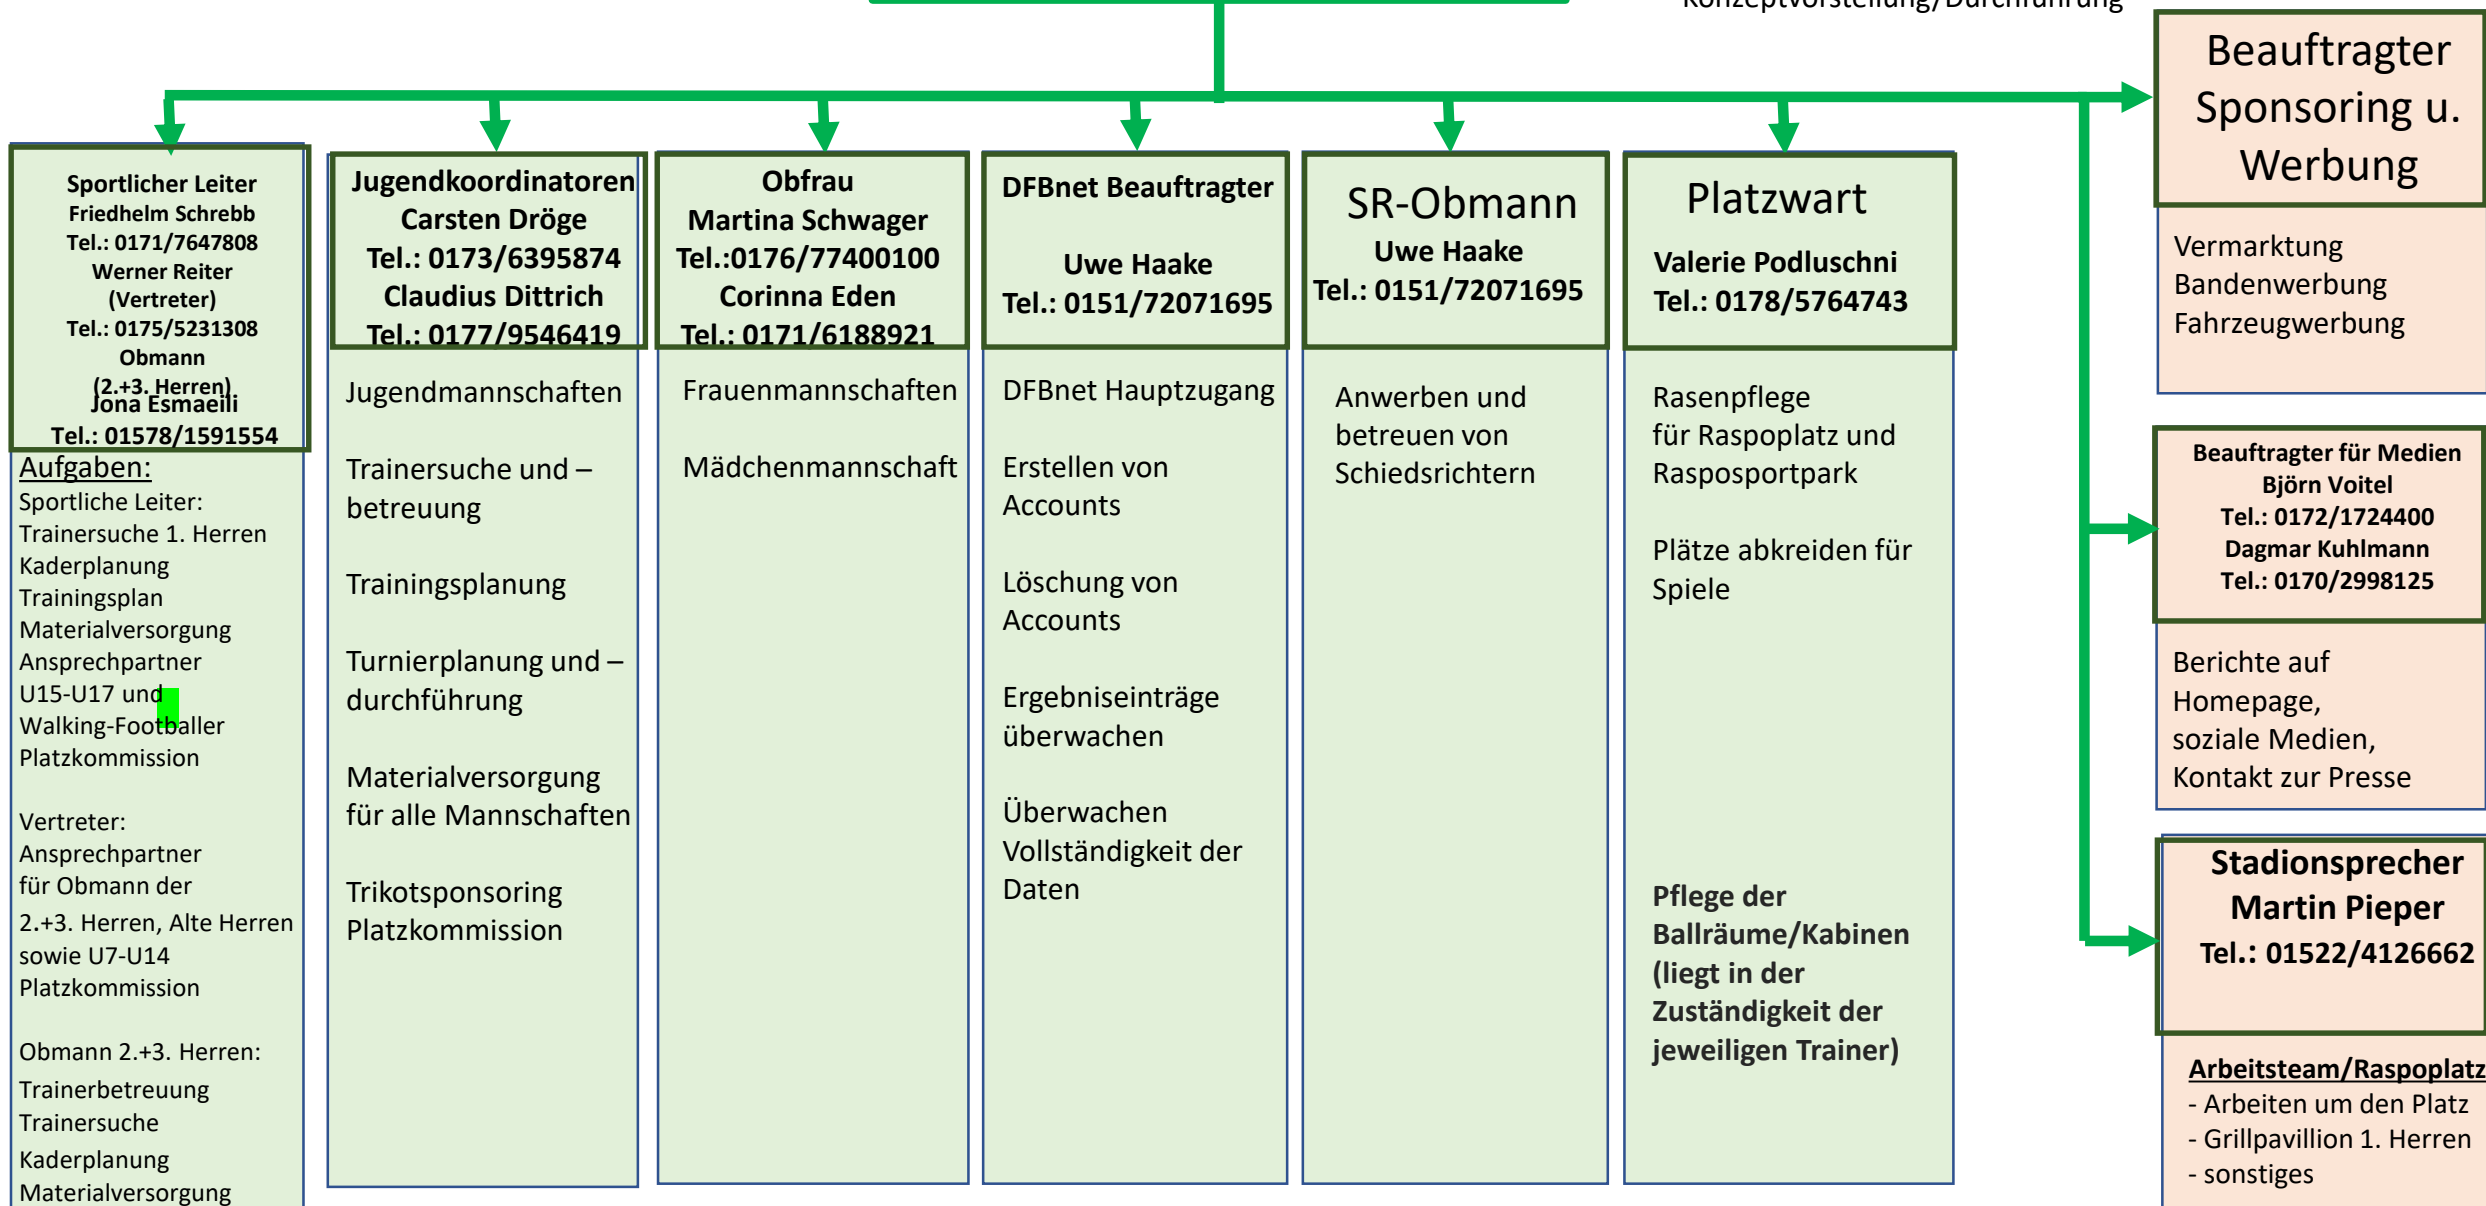 Konzeptvorstellung/Durchführung
Sportlicher Leiter
Friedhelm Schrebb
Tel.: 0171/7647808
Werner Reiter
(Vertreter)
Tel.: 0175/5231308
Obmann
(2.+3. Herren)
Jona Esmaeili
Tel.: 01578/1591554
Aufgaben:
Sportliche Leiter:
Trainersuche 1. Herren
Kaderplanung
Trainingsplan
Materialversorgung
Ansprechpartner
U15-U17 und
Walking-Footballer
Platzkommission
Vertreter:
Ansprechpartner
für Obmann der
2.+3. Herren, Alte Herren
sowie U7-U14
Platzkommission
Obmann 2.+3. Herren:
Trainerbetreuung
Trainersuche
Kaderplanung
Materialversorgung
Jugendkoordinatoren
Carsten Dröge
Tel.: 0173/6395874
Claudius Dittrich
Tel.: 0177/9546419
Jugendmannschaften
Trainersuche und –
betreuung
Trainingsplanung
Turnierplanung und –
durchführung
Materialversorgung
für alle Mannschaften
Trikotsponsoring
Platzkommission
Obfrau
Martina Schwager
Tel.:0176/77400100
Corinna Eden
Tel.: 0171/6188921
Frauenmannschaften
Mädchenmannschaft
DFBnet Beauftragter
Uwe Haake
Tel.: 0151/72071695
DFBnet Hauptzugang
Erstellen von
Accounts
Löschung von
Accounts
Ergebniseinträge
überwachen
Überwachen
Vollständigkeit der
Daten
SR-Obmann
Uwe Haake
Tel.: 0151/72071695
Anwerben und
betreuen von
Schiedsrichtern
Platzwart
Valerie Podluschni
Tel.: 0178/5764743
Rasenpflege
für Raspoplatz und
Rasposportpark
Plätze abkreiden für
Spiele
Pflege der
Ballräume/Kabinen
(liegt in der
Zuständigkeit der
jeweiligen Trainer)
Beauftragter
Sponsoring u.
Werbung
Vermarktung
Bandenwerbung
Fahrzeugwerbung
Beauftragter für Medien
Björn Voitel
Tel.: 0172/1724400
Dagmar Kuhlmann
Tel.: 0170/2998125
Berichte auf
Homepage,
soziale Medien,
Kontakt zur Presse
Stadionsprecher
Martin Pieper
Tel.: 01522/4126662
Arbeitsteam/Raspoplatz
- Arbeiten um den Platz
- Grillpavillion 1. Herren
- sonstiges